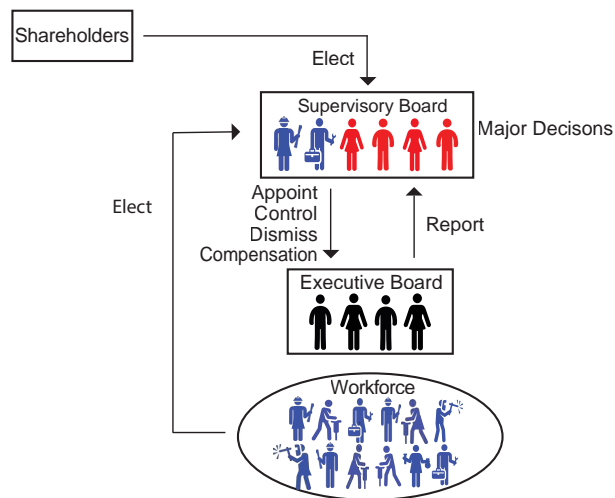 Shareholders
Elect
Supervisory Board
Major Decisons
Elect
Appoint
Control
Dismiss
Compensation
Report
Executive Board
Workforce